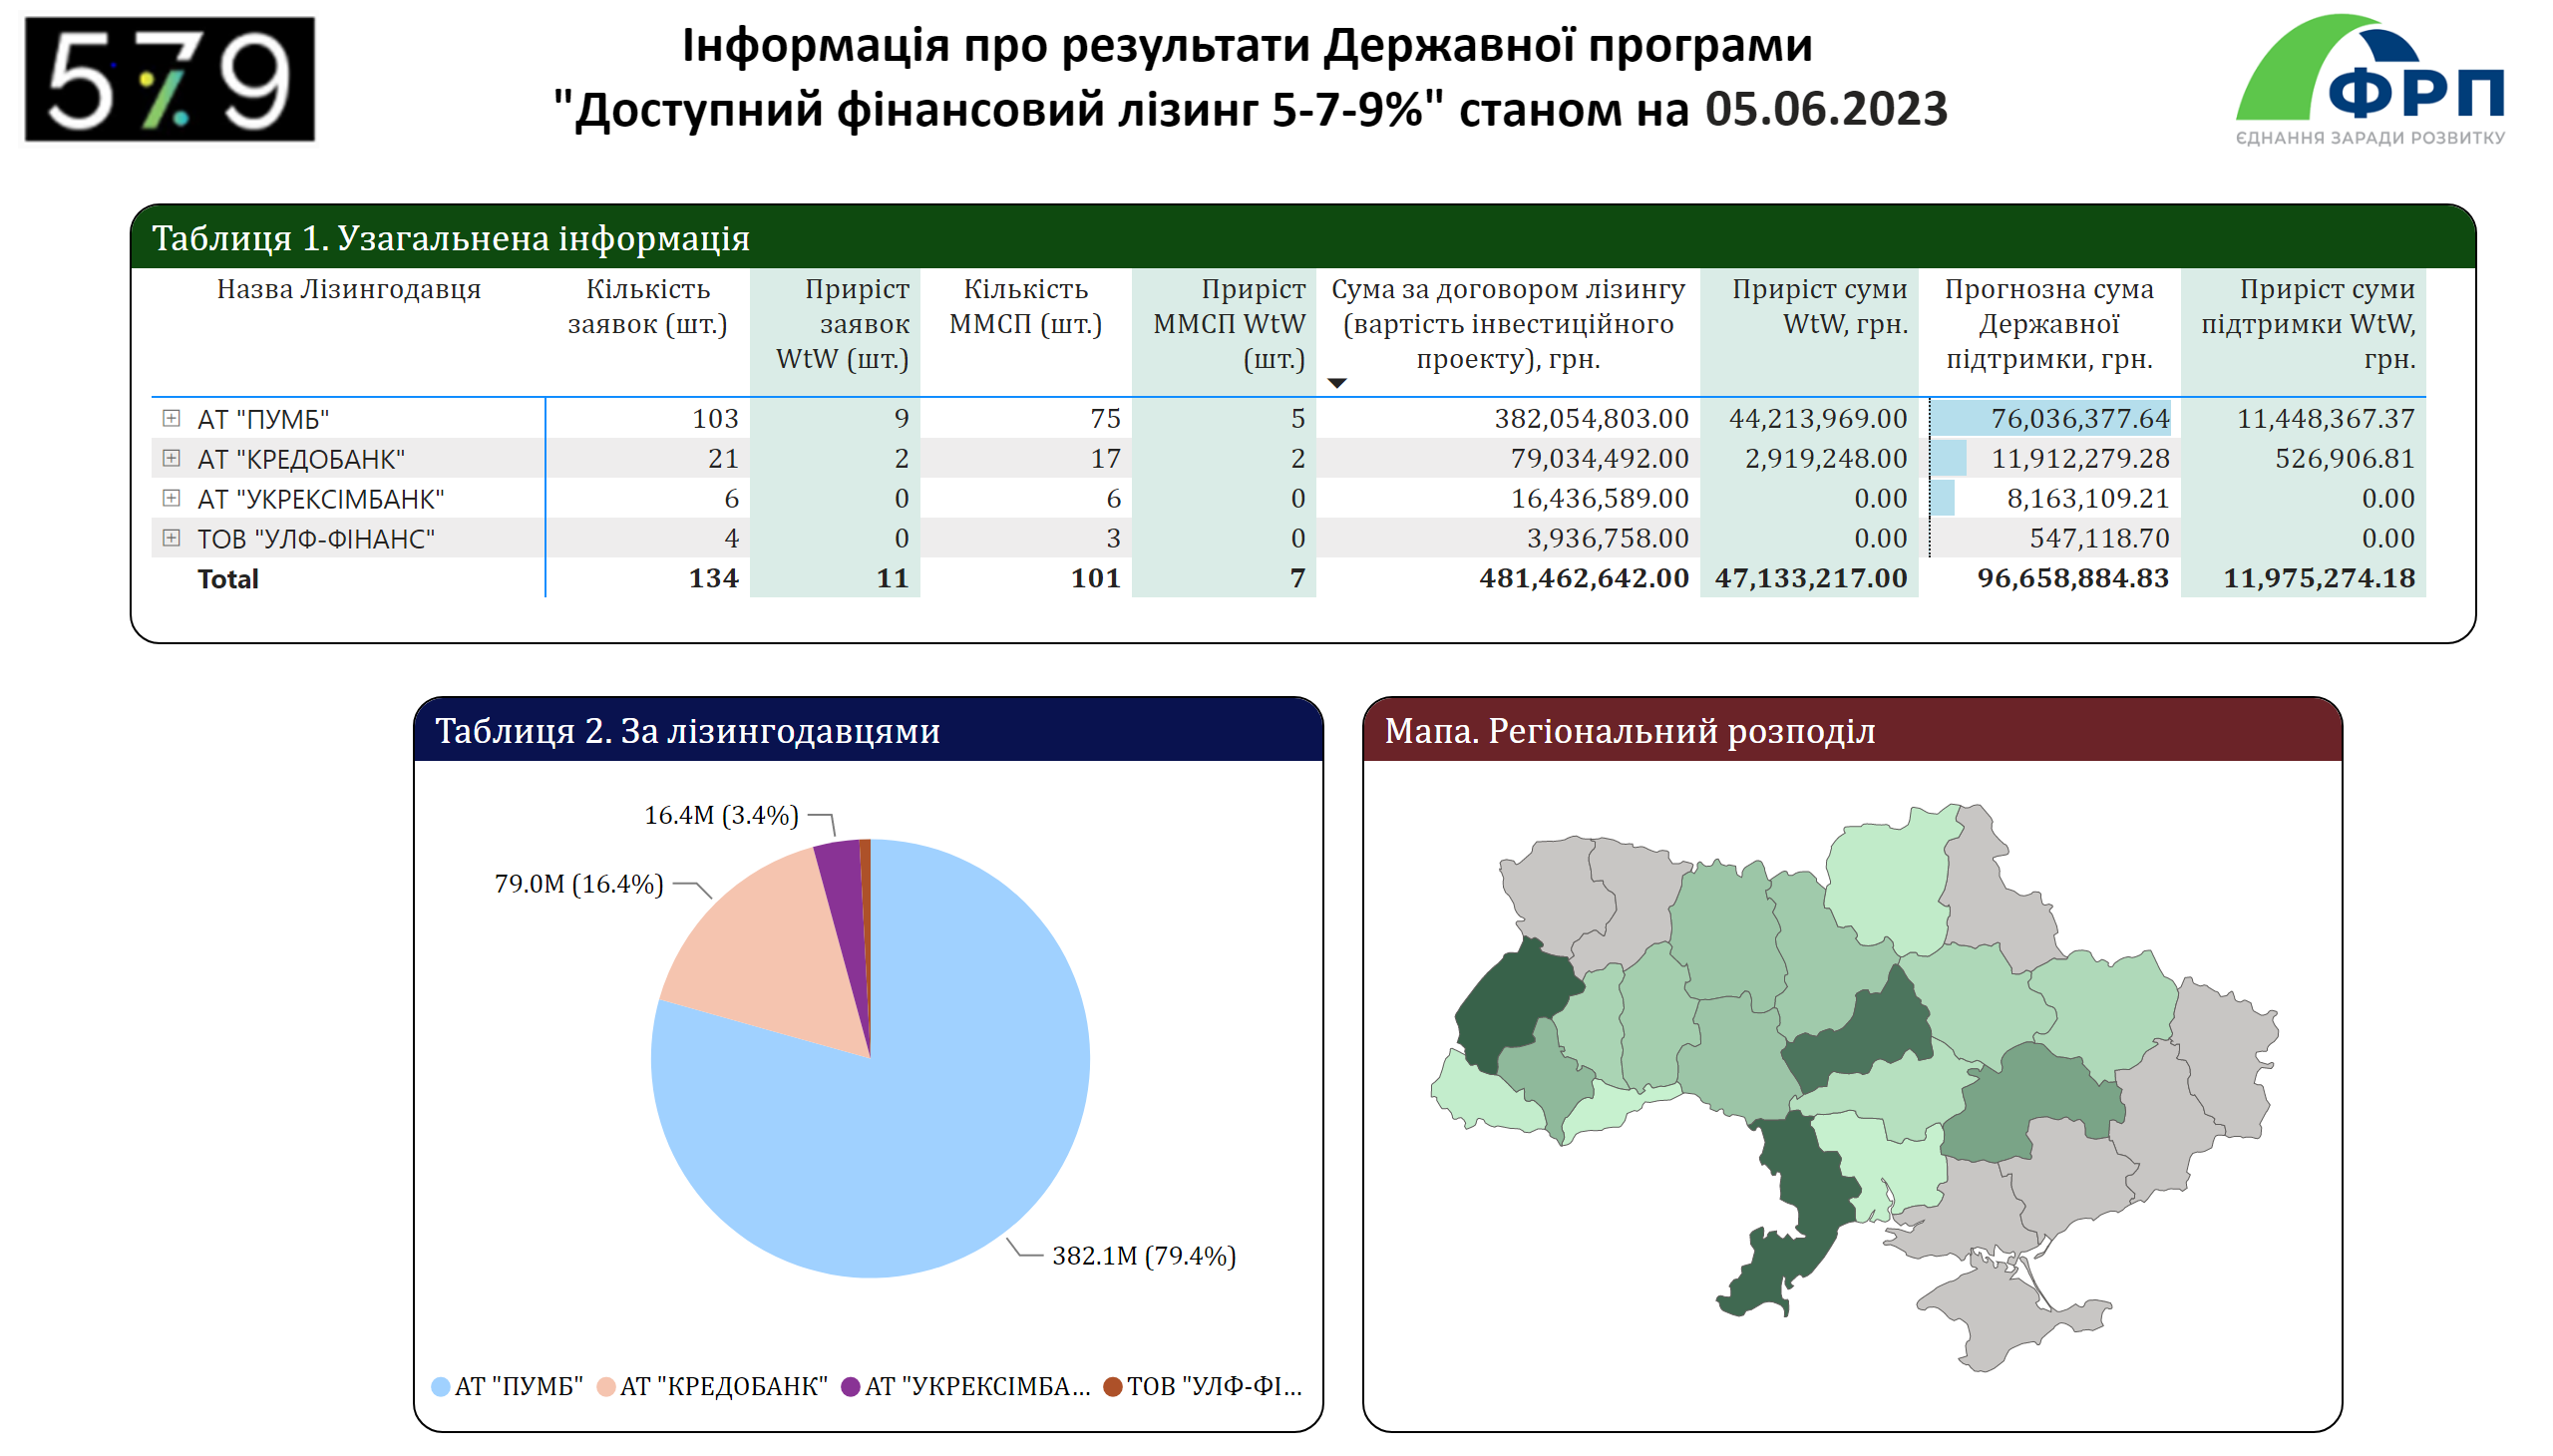 5 7 9
Інформація про результати Державної програми
"Доступний фінансовий лізинг 5-7-9%" станом на 05.06.2023
ФРП
ЄДНАННЯ ЗАРАДИ РОЗВИТКУ
Таблиця 1. Узагальнена інформація
Назва Лізингодавця Кількість заявок (шт.) Приріст заявок WtW (шт.) Кількість ММСП (шт.) Приріст ММСП WtW (шт.) Сума за договором лізингу (вартість інвестиційного проекту), грн. Приріст суми WtW, грн. Прогнозна сума Державної підтримки, грн. Приріст суми підтримки WtW, грн.
АТ "ПУМБ" 103 9 75 5 382,054,803.00 44,213,969.00 76,036,377.64 11,448,367.37
АТ "КРЕДОБАНК" 21 2 17 2 79,034,492.00 2,919,248.00 11,912,279.28 526,906.81
АТ "УКРЕКСІМБАНК" 6 0 6 0 16,436,589.00 0.00 8,163,109.21 0.00
ТОВ "УЛФ-ФІНАНС" 4 0 3 0 3,936,758.00 0.00 547,118.70 0.00
Total 134 11 101 7 481,462,642.00 47,133,217.00 96,658,884.83 11,975,274.18
Таблиця 2. За лізингодавцями
16.4M (3.4%)
79.0M (16.4%)
382.1M (79.4%)
АТ "ПУМБ" АТ "КРЕДОБАНК" АТ "УКРЕКСІМБА... ТОВ "УЛФ-ФІ...
Мапа. Регіональний розподіл